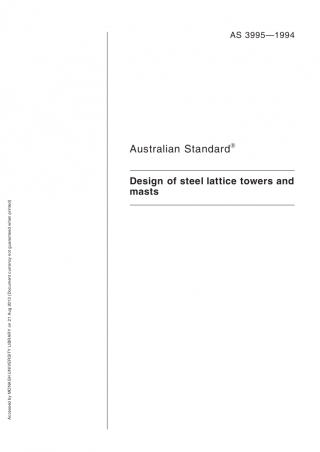 AS 3995—1994
Australian Standard®
Design of steel lattice towers and
masts
Accessed by MONASH UNIVERSITY LIBRARY on 21 Aug 2013 (Document currency not guaranteed when printed)